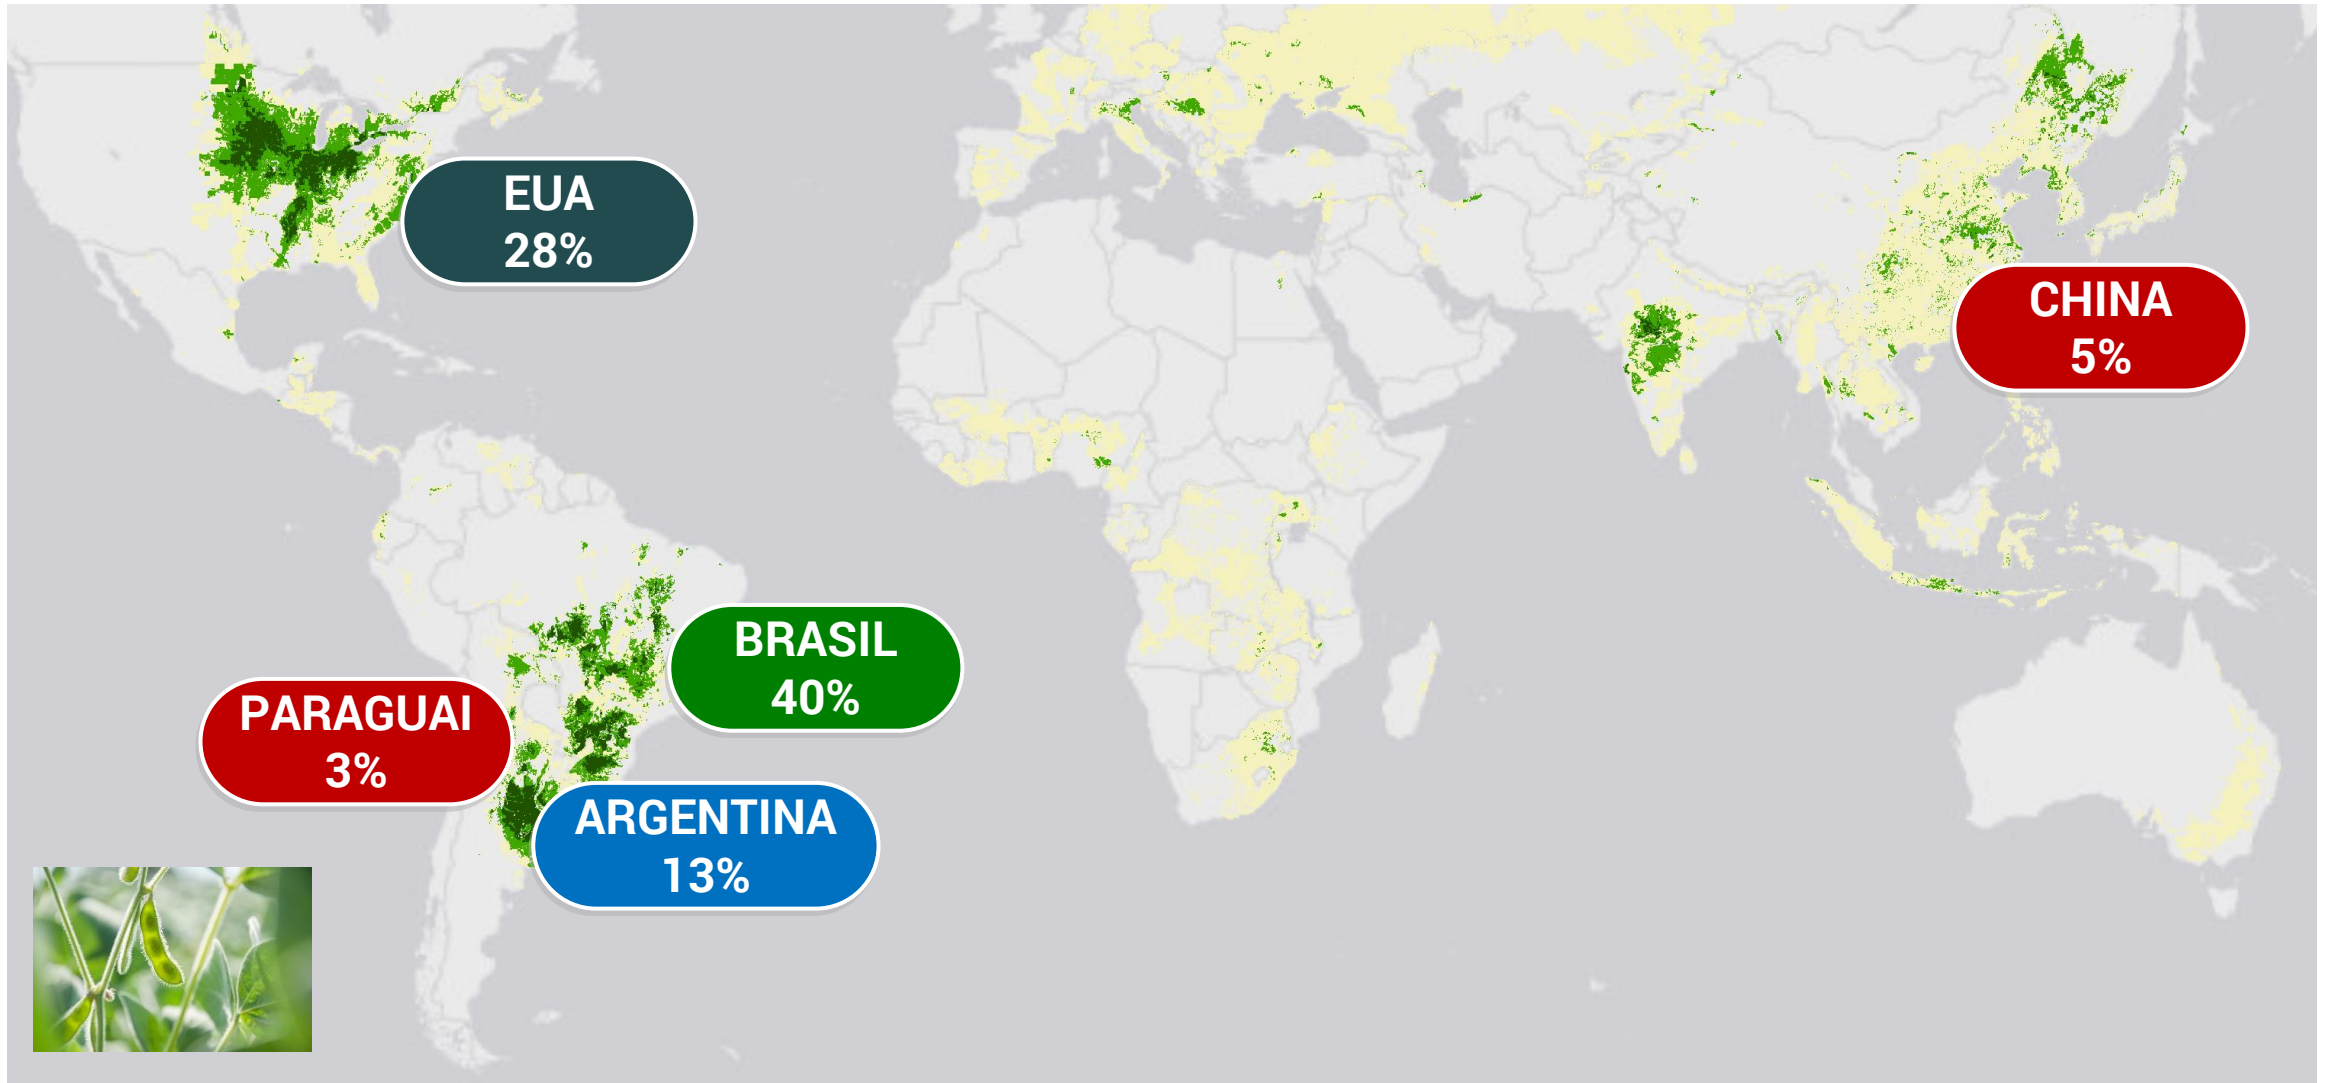 EUA
28%
CHINA
5%
BRASIL
40%
PARAGUAI
3%
ARGENTINA
13%